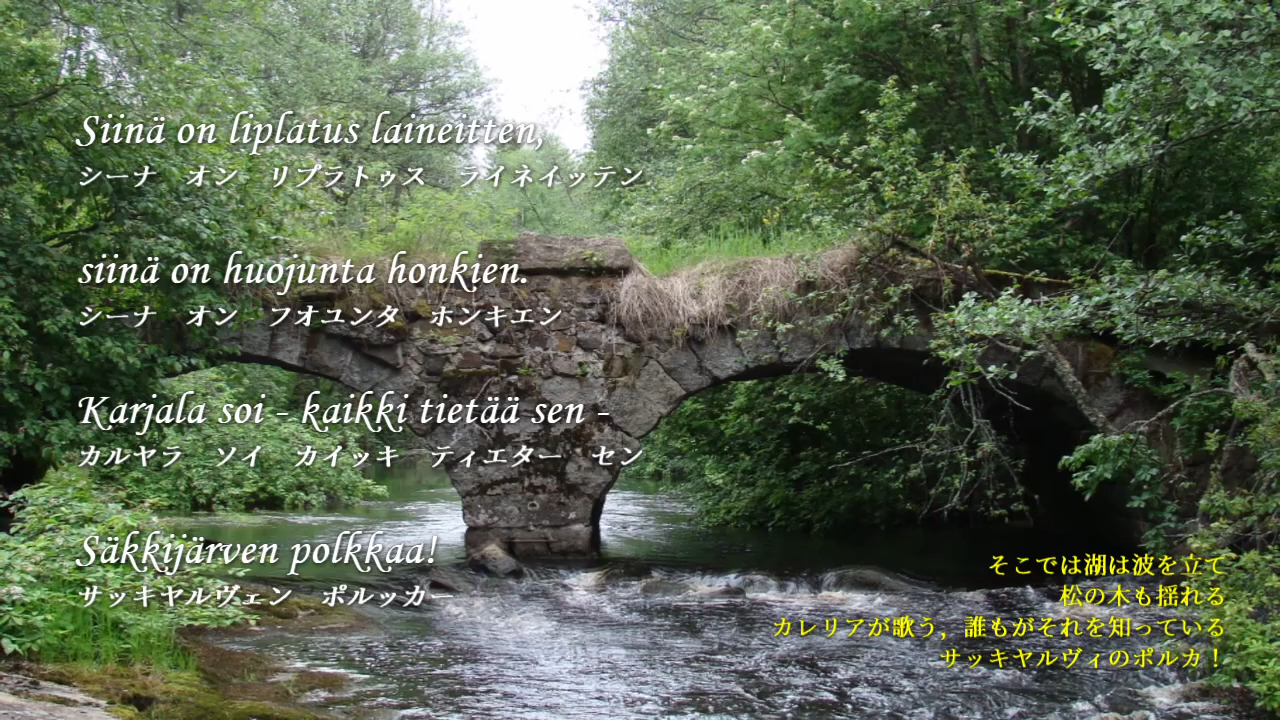 Siinä on liplatus laineitten,
シーナ　オン　リプラトゥス　ライネイッテン
siinä on huojunta honkien.
シーナ　オン　フオユンタ　ホンキエン
Karjala soi - kaikki tietää sen -
カルヤラ　ソイ　カイッキ　ティエター　セン
Säkkijärven polkkaa!
サッキヤルヴェン　ポルッカー
そこでは湖は波を立て
松の木も揺れる
カレリアが歌う，誰もがそれを知っている
サッキヤルヴィのポルカ！